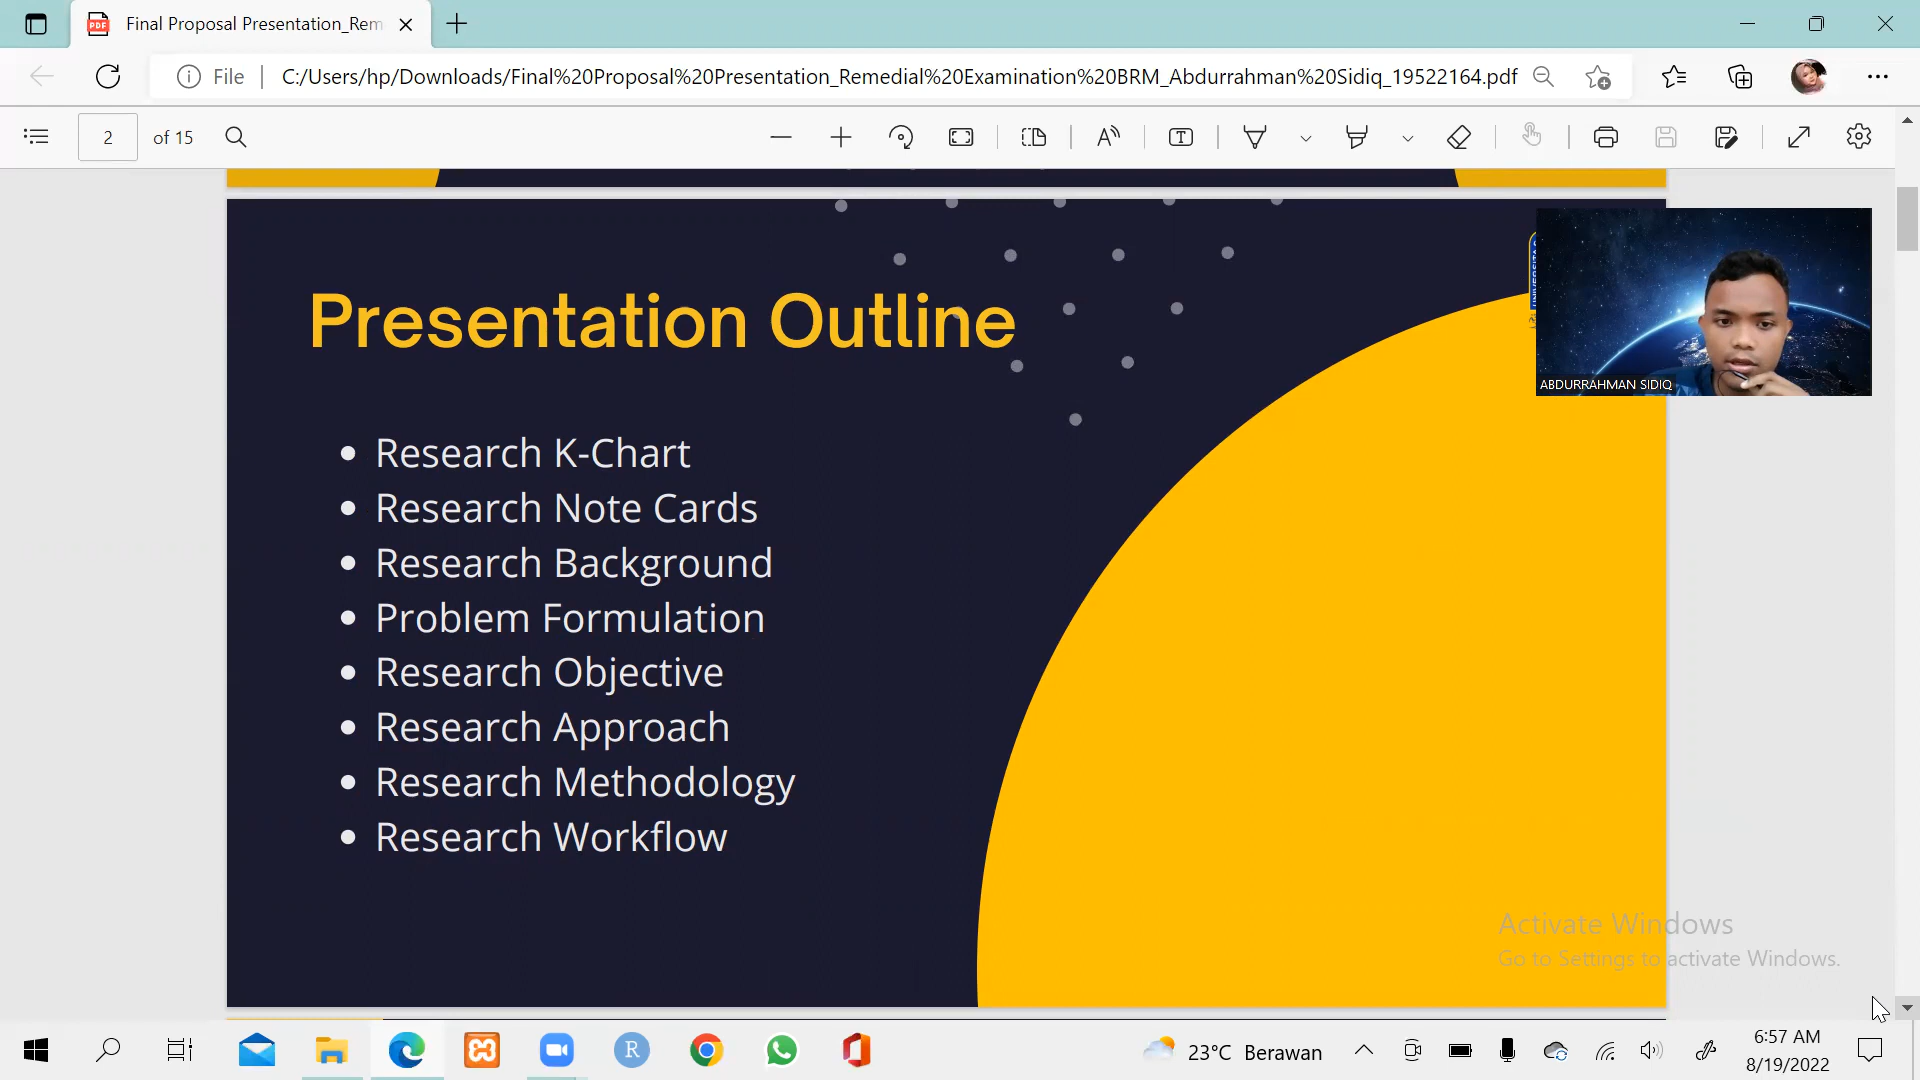 Final Proposal Presentation_Rem
File
C:/Users/hp/Downloads/Final%20Proposal%20Presentation_Remedial%20Examination%20BRM_Abdurrahman%20Sidiq_19522164.pdf
2 of 15
Presentation Outline
ABDURRAHMAN SIDIQ
Research K-Chart
Research Note Cards
Research Background
Problem Formulation
Research Objective
Research Approach
Research Methodology
Research Workflow
Activate Windows
Go to Settings to activate Windows.
23°C Berawan
6:57 AM
8/19/2022